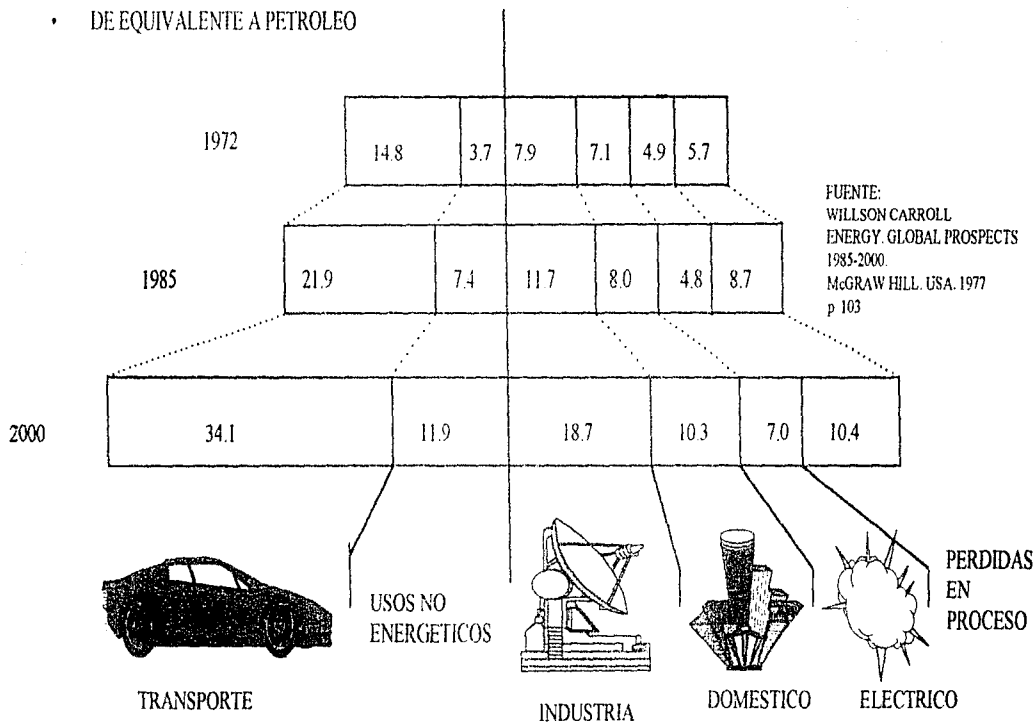 • DE EQUIVALENTE A PETROLEO
1972
14.8 3.7 7.9 7.1 4.9 5.7
FUENTE:
WILLSON CARROLL
ENERGY. GLOBAL PROSPECTS
1985-2000.
McGRAW HILL. USA. 1977
p 103
1985
21.9 7.4 11.7 8.0 4.8 8.7
2000
34.1 11.9 18.7 10.3 7.0 10.4
TRANSPORTE
USOS NO
ENERGETICOS
INDUSTRIA
DOMESTICO
ELECTRICO
PERDIDAS
EN
PROCESO